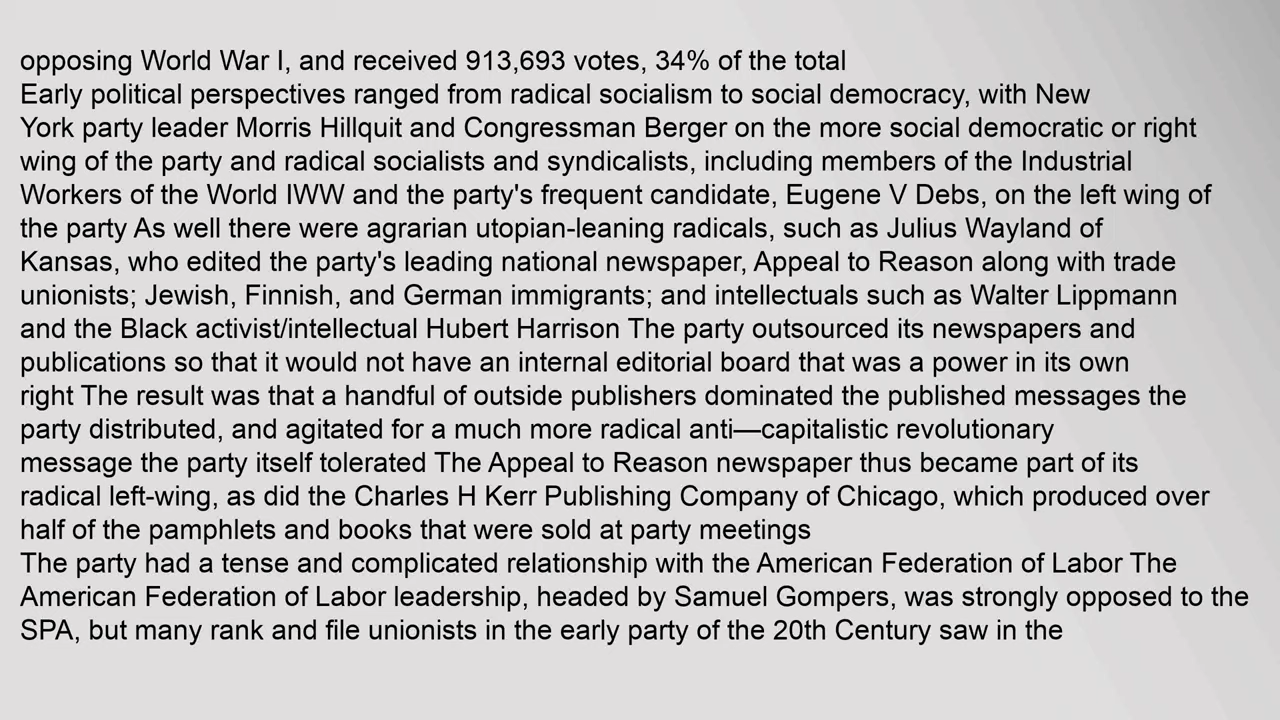 opposing World War I, and received 913,693 votes, 34% of the total
Early political perspectives ranged from radical socialism to social democracy, with New
York party leader Morris Hillquit and Congressman Berger on the more social democratic or right
wing of the party and radical socialists and syndicalists, including members of the Industrial
Workers of the World IWW and the party's frequent candidate, Eugene V Debs, on the left wing of
the party As well there were agrarian utopian-leaning radicals, such as Julius Wayland of
Kansas, who edited the party's leading national newspaper, Appeal to Reason along with trade
unionists; Jewish, Finnish, and German immigrants; and intellectuals such as Walter Lippmann
and the Black activist/intellectual Hubert Harrison The party outsourced its newspapers and
publications so that it would not have an internal editorial board that was a power in its own
right The result was that a handful of outside publishers dominated the published messages the
party distributed, and agitated for a much more radical anti—capitalistic revolutionary
message the party itself tolerated The Appeal to Reason newspaper thus became part of its
radical left-wing, as did the Charles H Kerr Publishing Company of Chicago, which produced over
half of the pamphlets and books that were sold at party meetings
The party had a tense and complicated relationship with the American Federation of Labor The
American Federation of Labor leadership, headed by Samuel Gompers, was strongly opposed to the
SPA, but many rank and file unionists in the early party of the 20th Century saw in the